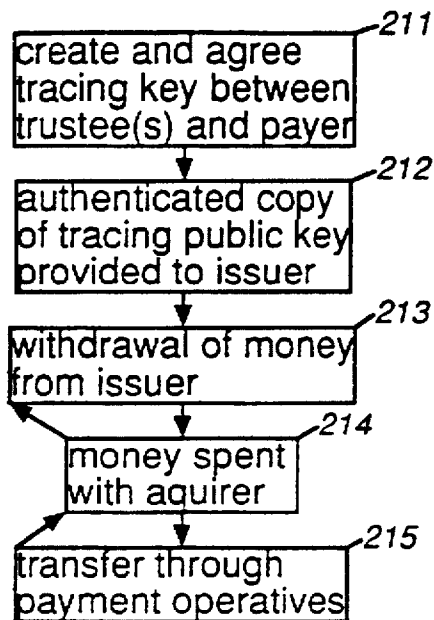 211
create and agree
tracing key between
trustee(s) and payer
212
authenticated copy
of tracing public key
provided to issuer
213
withdrawal of money
from issuer
214
money spent
with aquirer
215
transfer through
payment operatives